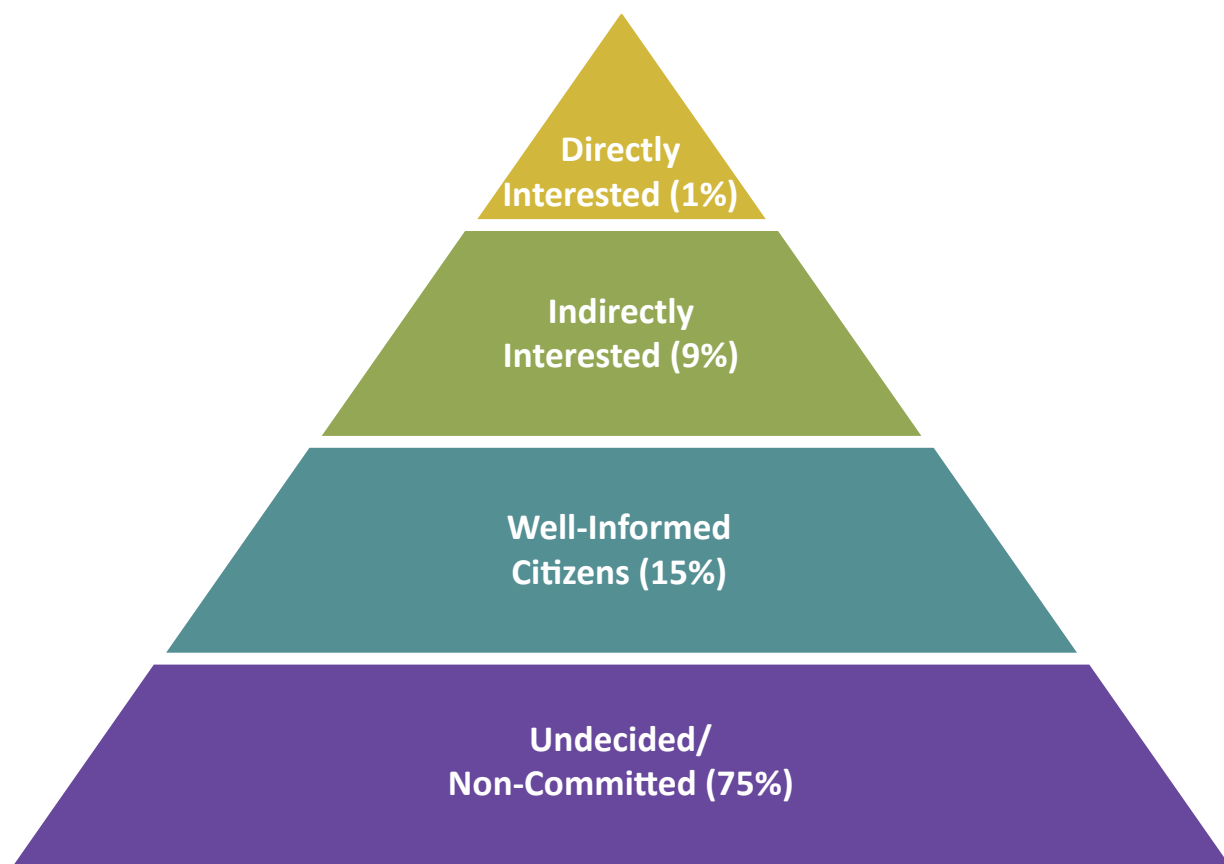 Directly
Interested (1%)
Indirectly
Interested (9%)
Well-Informed
Citizens (15%)
Undecided/
Non-Committed (75%)